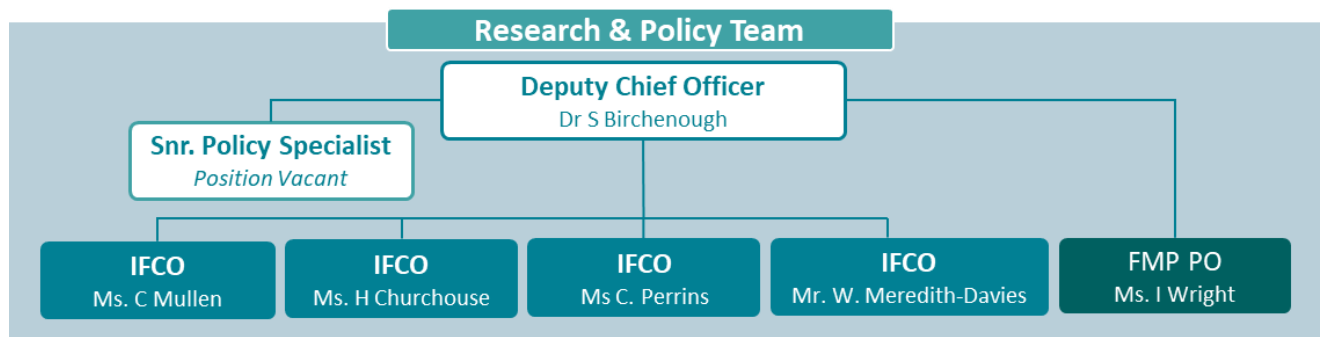 Research & Policy Team
Deputy Chief Officer
Dr S Birchenough
Snr. Policy Specialist
Position Vacant
IFCO
Ms. C Mullen
IFCO
Ms. H Churchouse
IFCO
Ms C. Perrins
IFCO
Mr. W. Meredith-Davies
FMP PO
Ms. I Wright